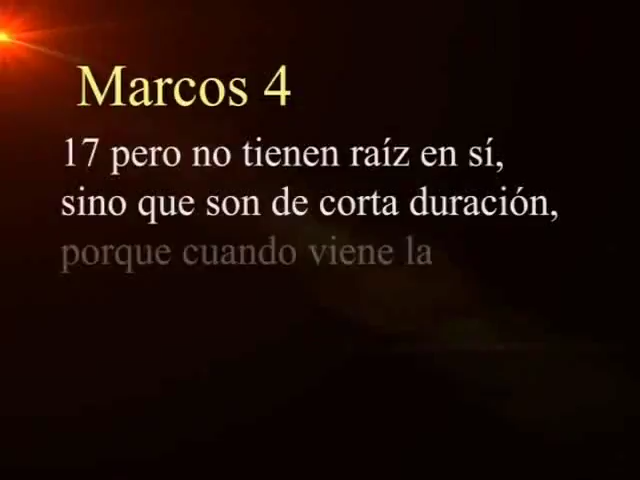 Marcos 4
17 pero no tienen raíz en sí,
sino que son de corta duración,
porque cuando viene la